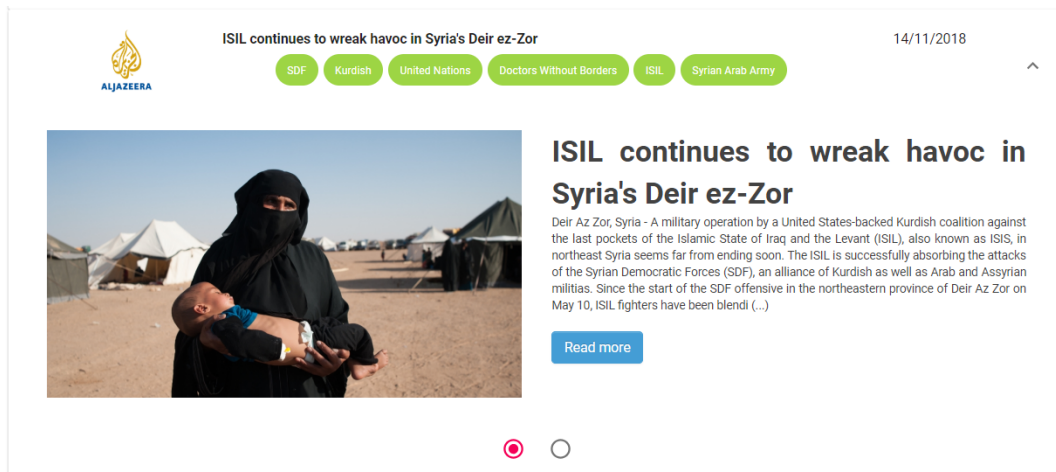 ISIL continues to wreak havoc in Syria's Deir ez-Zor
14/11/2018
SDF
Kurdish
United Nations
Doctors Without Borders
ISIL
Syrian Arab Army
ALJAZEERA
ISIL continues to wreak havoc in
Syria's Deir ez-Zor
Deir Az Zor, Syria - A military operation by a United States-backed Kurdish coalition against
the last pockets of the Islamic State of Iraq and the Levant (ISIL), also known as ISIS, in
northeast Syria seems far from ending soon. The ISIL is successfully absorbing the attacks
of the Syrian Democratic Forces (SDF), an alliance of Kurdish as well as Arab and Assyrian
militias. Since the start of the SDF offensive in the northeastern province of Deir Az Zor on
May 10, ISIL fighters have been blendi (...)
Read more